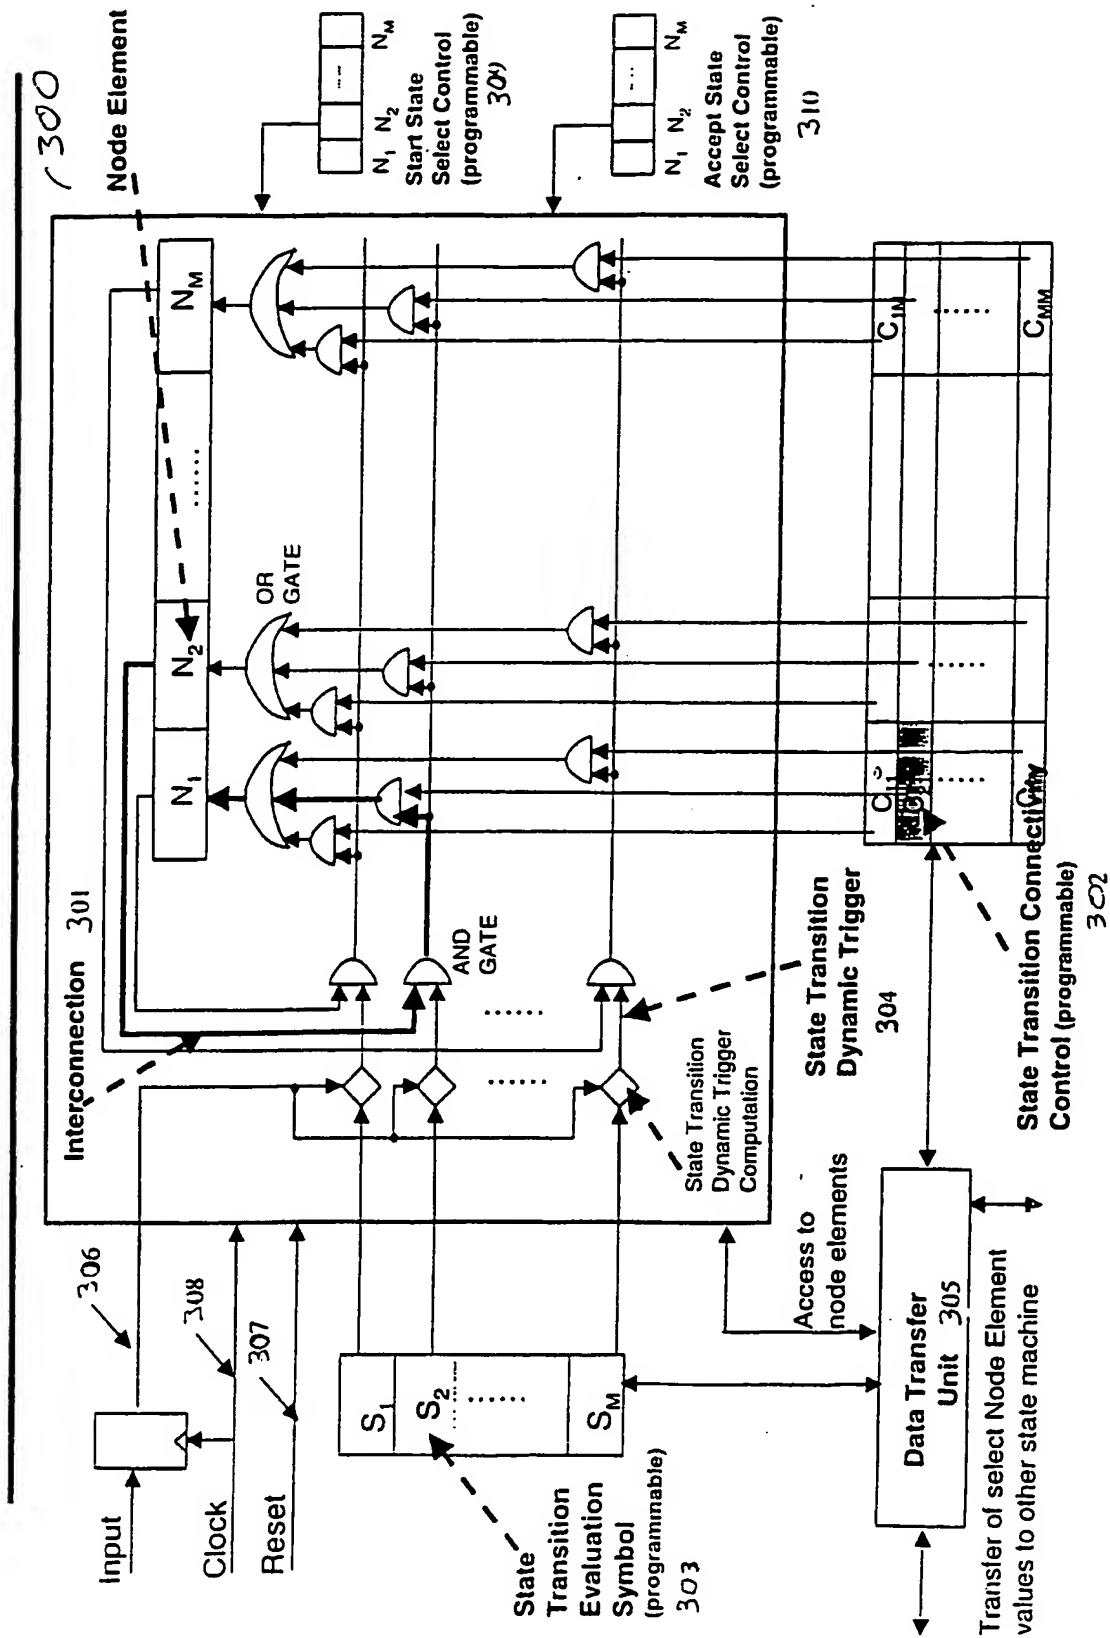 300
Node Element
Input
306
Clock
308
Reset
307
Interconnection 301
N1
N2
......
NM
OR
GATE
AND
GATE
......
......
N1 N2 NM
Start State
Select Control
(programmable)
309
N1 N2 NM
Accept State
Select Control
(programmable)
310
S1
S2
......
SM
State
Transition
Evaluation
Symbol
(programmable)
303
State Transition
Dynamic Trigger
Computation
State Transition
Dynamic Trigger
304
Access to
node elements
Data Transfer
Unit 305
Transfer of select Node Element
values to other state machine
C1M
......
......
......
CMM
State Transition Connectivity
Control (programmable)
302